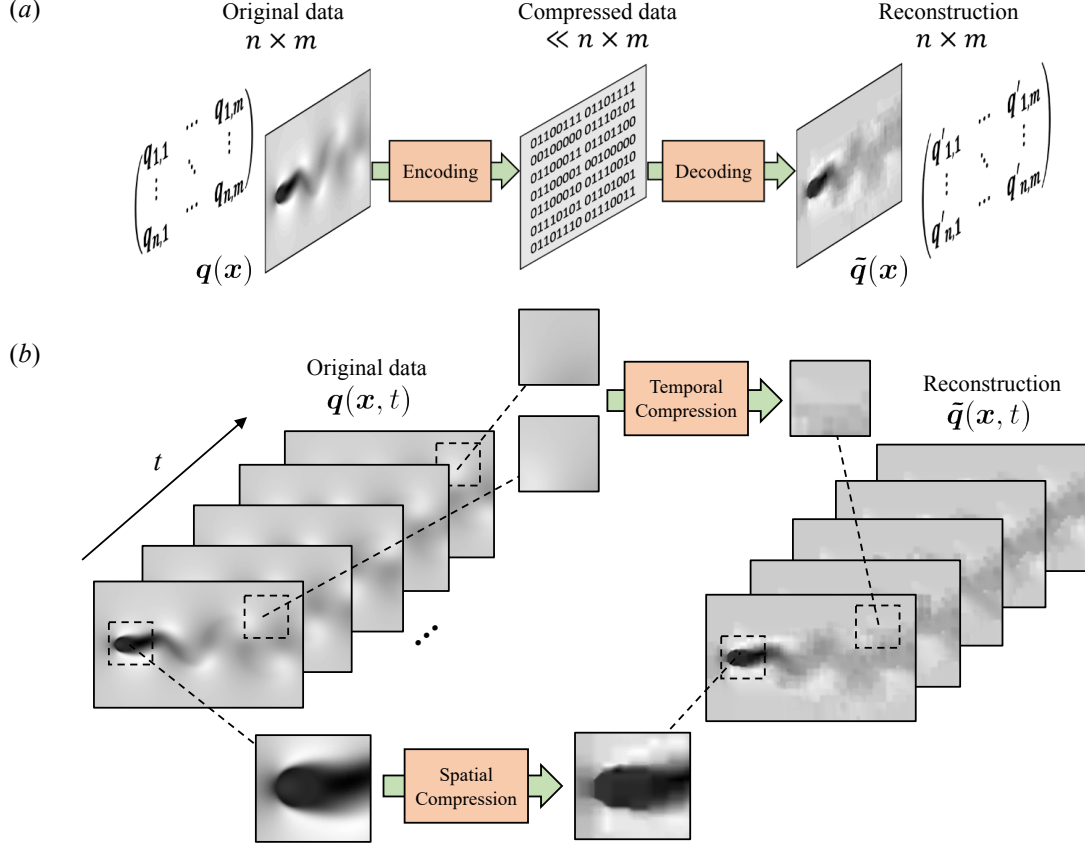 (a)
Original data
n × m
Compressed data
≪ n × m
Reconstruction
n × m
q1,1 ⋯ q1,m
⋮ ⋱ ⋮
qn,1 ⋯ qn,m
q(x)
Encoding
01100111 01101111
00100000 01110101
01100011 01101100
01100001 00100000
01100010 01110010
01110101 01101001
01101110 01110011
Decoding
q̃(x)
q′1,1 ⋯ q′1,m
⋮ ⋱ ⋮
q′n,1 ⋯ q′n,m
(b)
Original data
q(x, t)
t
Temporal
Compression
Reconstruction
q̃(x, t)
⋰
Spatial
Compression